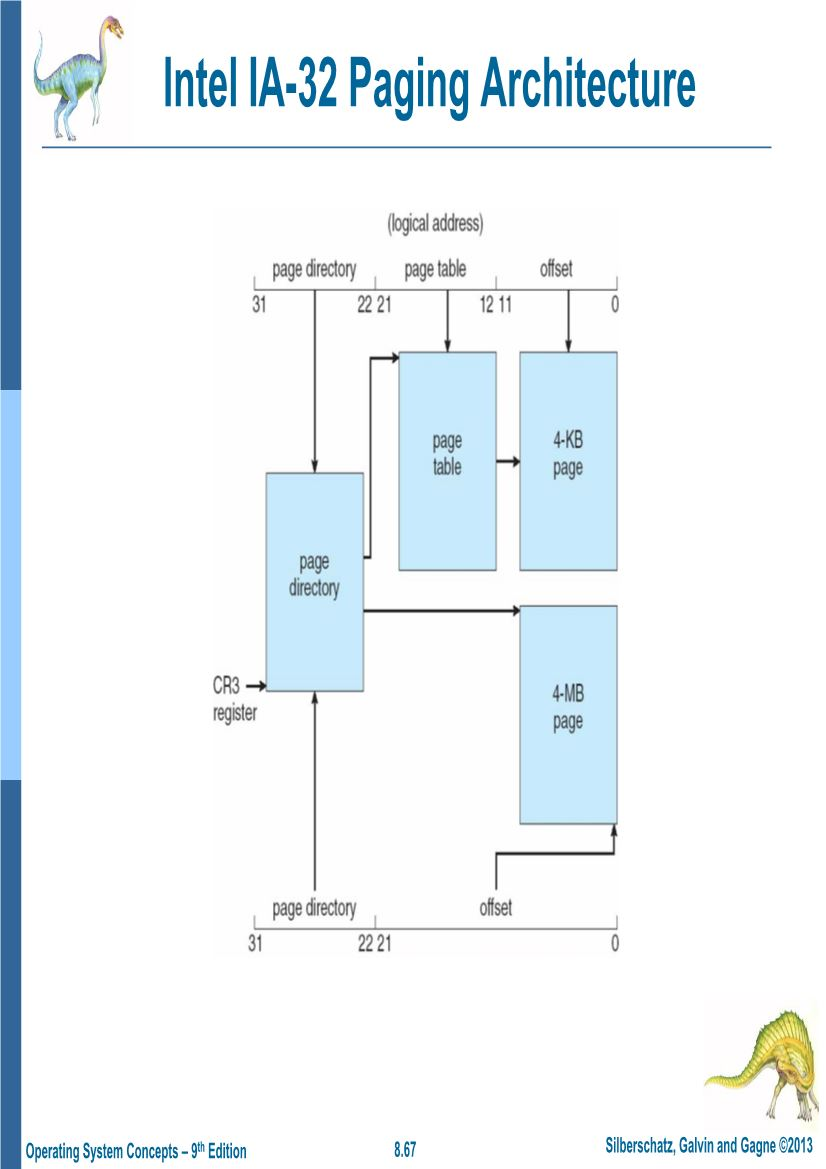 Intel IA-32 Paging Architecture
(logical address)
page directory page table offset
31 22 21 12 11 0
page
table
4-KB
page
page
directory
CR3
register
4-MB
page
page directory offset
31 22 21 0
Operating System Concepts – 9th Edition 8.67 Silberschatz, Galvin and Gagne ©2013